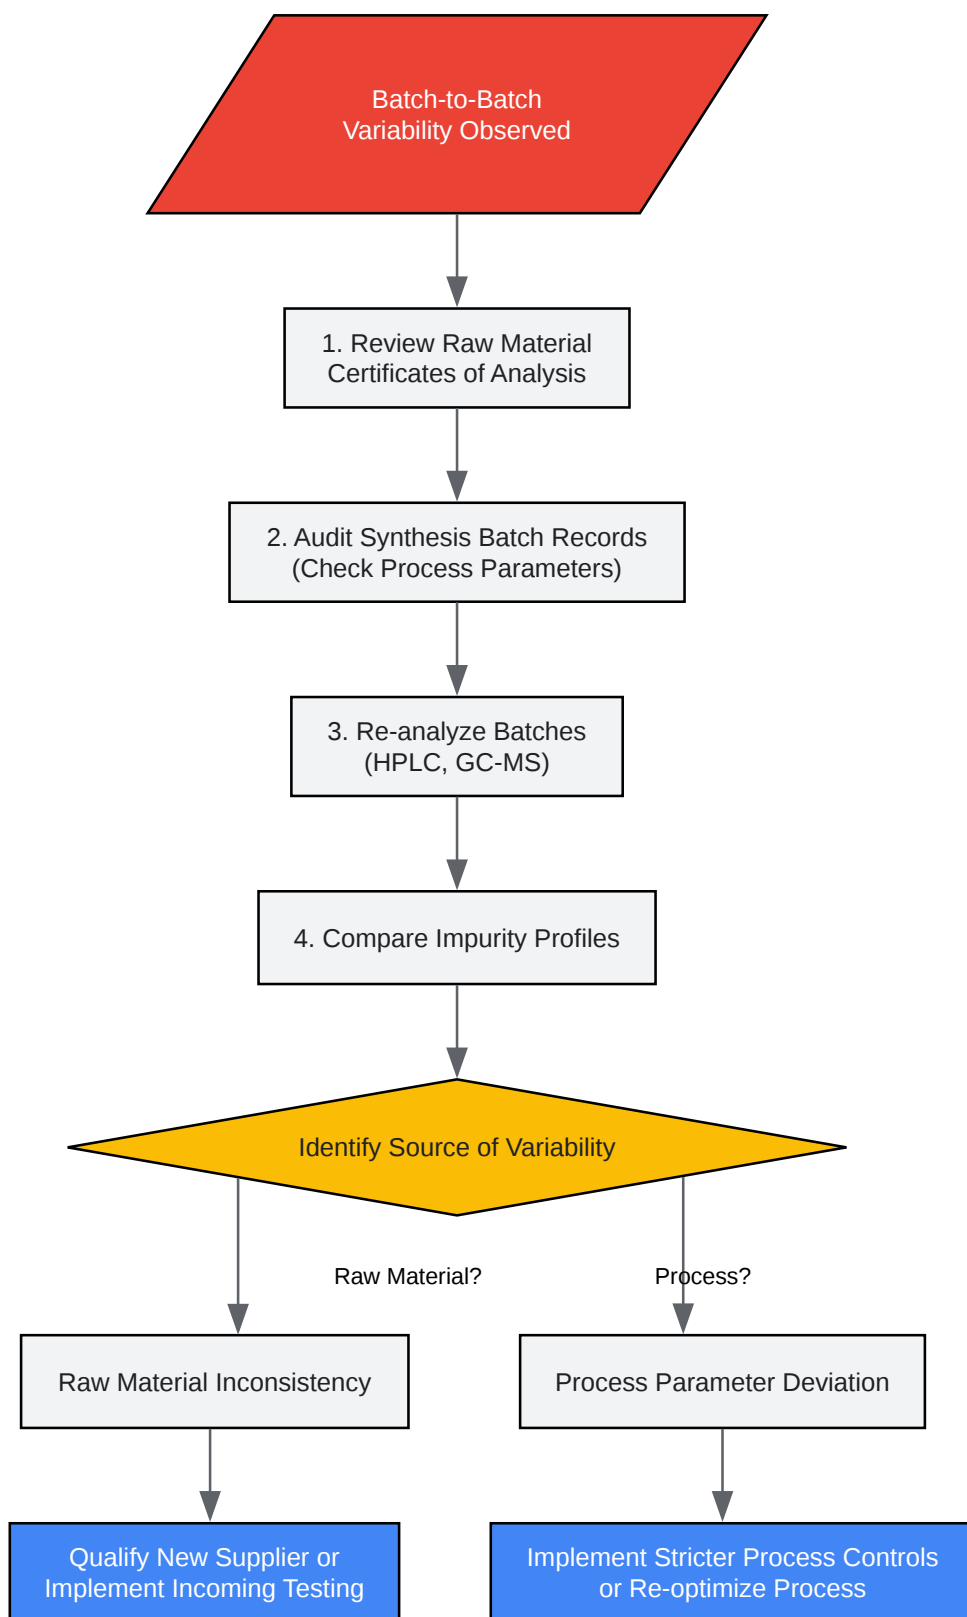 Batch-to-Batch
Variability Observed
1. Review Raw Material
Certificates of Analysis
2. Audit Synthesis Batch Records
(Check Process Parameters)
3. Re-analyze Batches
(HPLC, GC-MS)
4. Compare Impurity Profiles
Identify Source of Variability
Raw Material?
Process?
Raw Material Inconsistency
Process Parameter Deviation
Qualify New Supplier or
Implement Incoming Testing
Implement Stricter Process Controls
or Re-optimize Process